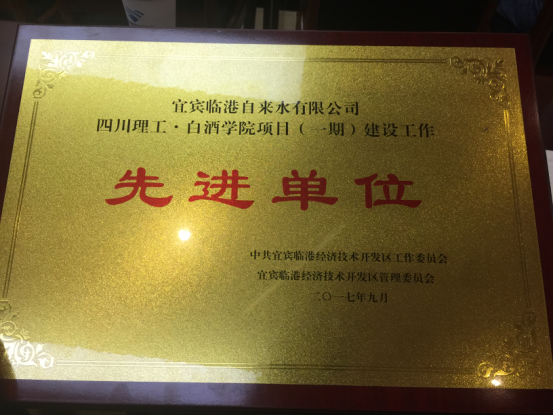 宜宾临港自来水有限公司
四川理工·白酒学院项目（一期）建设工作
先进单位
中共宜宾临港经济技术开发区工作委员会
宜宾临港经济技术开发区管理委员会
二〇一七年九月